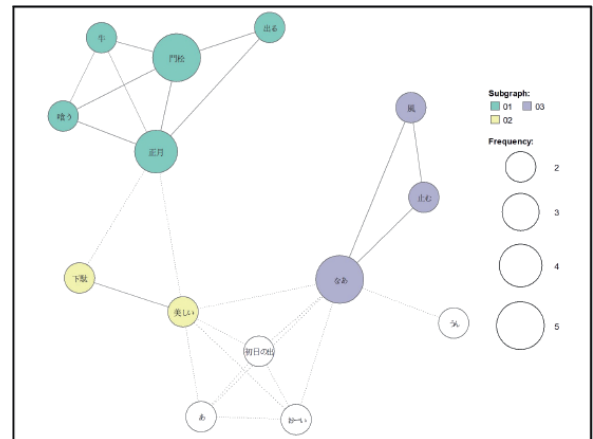 牛
門松
出る
喰う
正月
風
止む
下駄
美しい
なあ
うん
初日の出
あ
おーい
Subgraph:
01 03
02
Frequency:
2
3
4
5